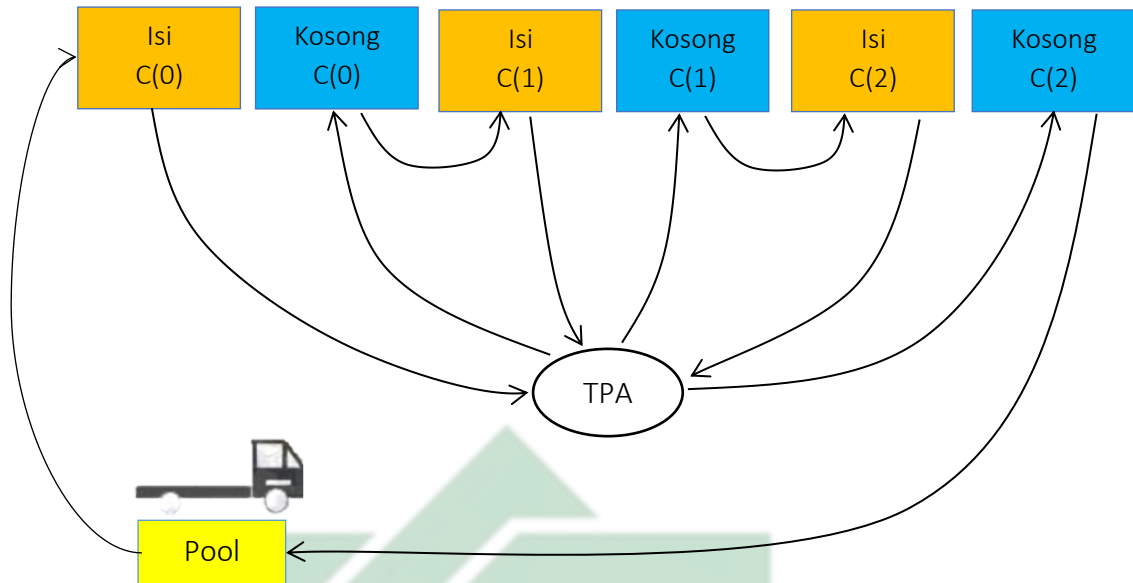 Isi
C(0)
Kosong
C(0)
Isi
C(1)
Kosong
C(1)
Isi
C(2)
Kosong
C(2)
TPA
Pool